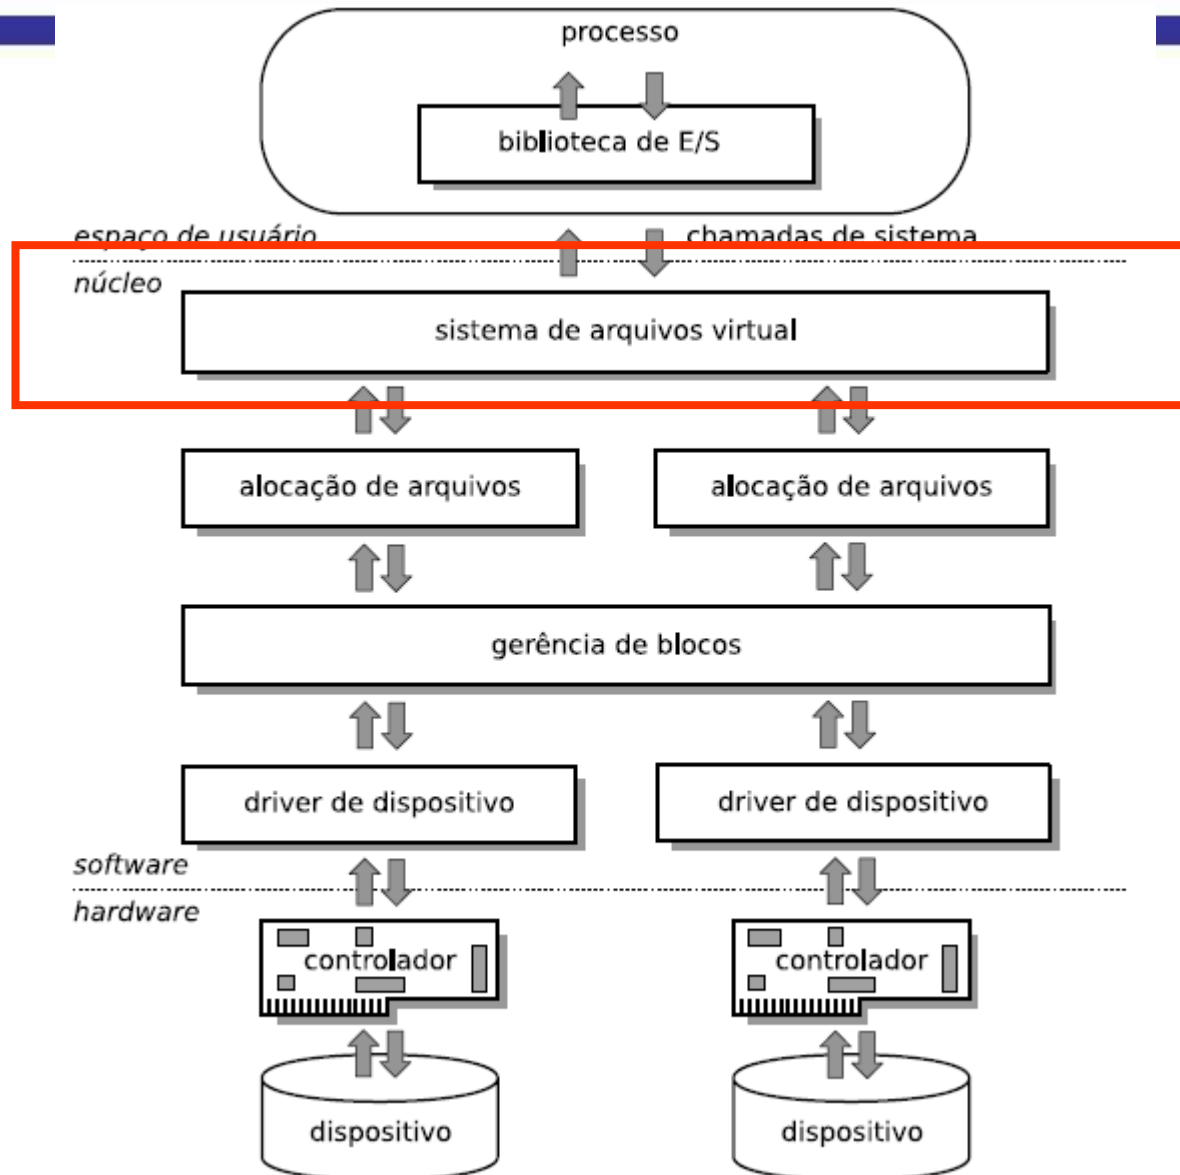 processo
biblioteca de E/S
espaço de usuário
chamadas de sistema
núcleo
sistema de arquivos virtual
alocação de arquivos
alocação de arquivos
gerência de blocos
driver de dispositivo
driver de dispositivo
software
hardware
controlador
controlador
dispositivo
dispositivo